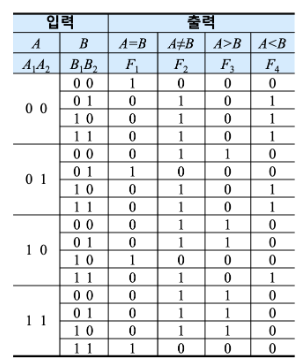 입력 출력
A B A=B A≠B A>B A<B
A₁A₂ B₁B₂ F₁ F₂ F₃ F₄
0 0 0 0 1 0 0 0
0 1 0 1 0 1
1 0 0 1 0 1
1 1 0 1 0 1
0 1 0 0 0 1 1 0
0 1 1 0 0 0
1 0 0 1 0 1
1 1 0 1 0 1
1 0 0 0 0 1 1 0
0 1 0 1 1 0
1 0 1 0 0 0
1 1 0 1 0 1
1 1 0 0 0 1 1 0
0 1 0 1 1 0
1 0 0 1 1 0
1 1 1 0 0 0